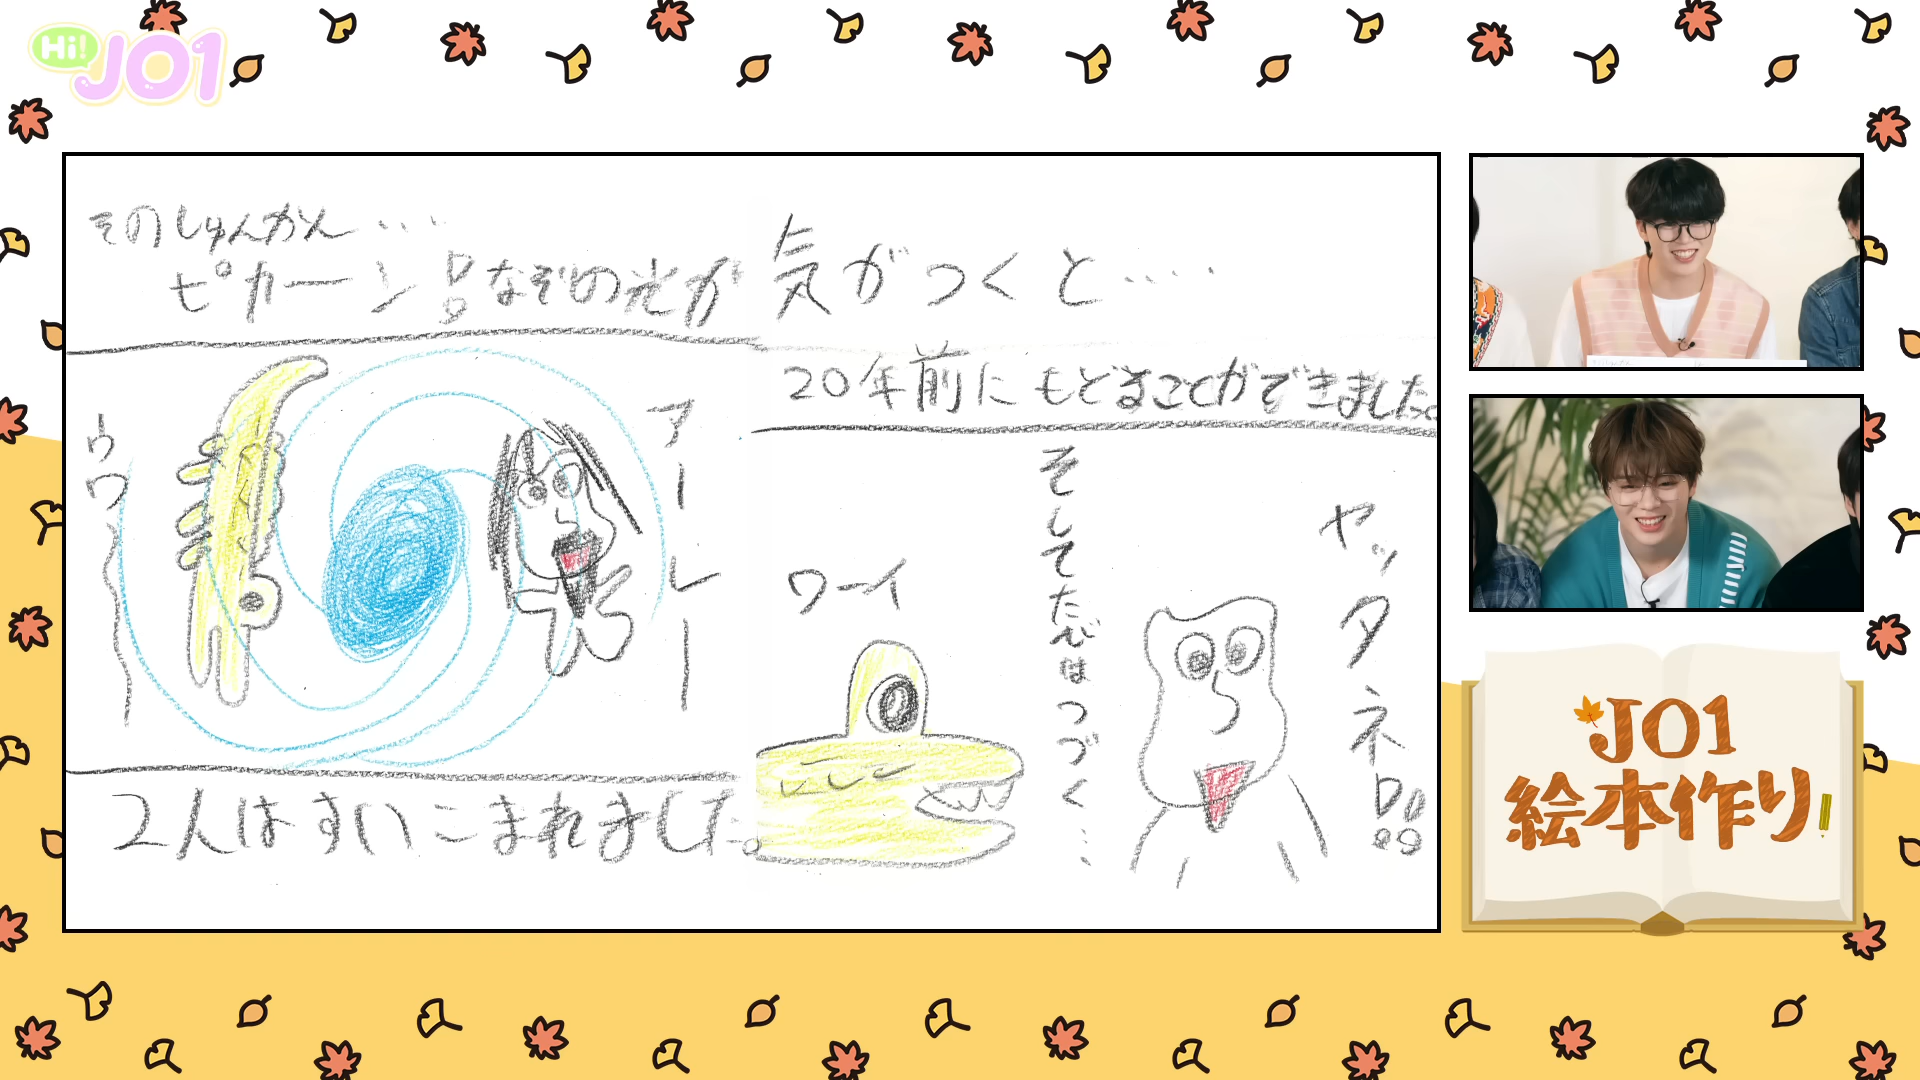 Hi!
JO1
そのしゅんかん…
ピカーン!!なぞの光が
ウワー
アーレー
2人はすいこまれました。
気がつくと……
20年前にもどることができました。
ワーイ
そしてたびはつづく…
ヤッタネ!!
JO1
絵本作り